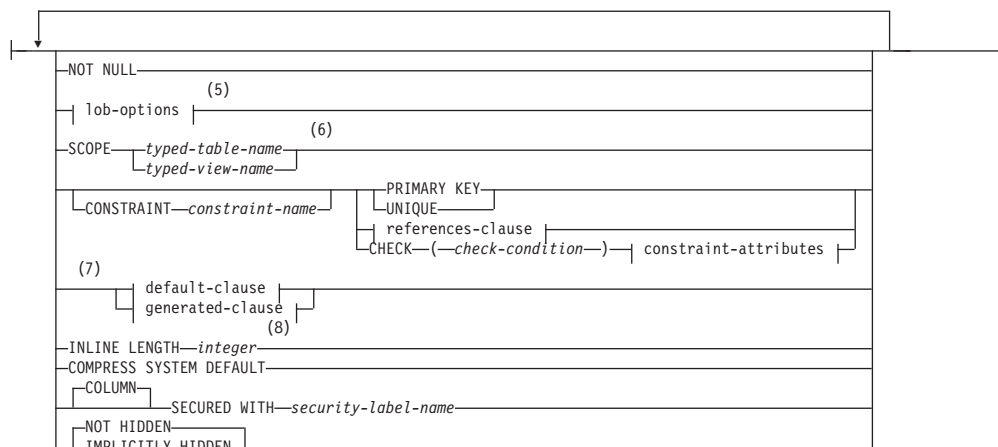 NOT NULL
(5)
lob-options
(6)
SCOPE typed-table-name
typed-view-name
PRIMARY KEY
CONSTRAINT constraint-name UNIQUE
references-clause
CHECK ( check-condition ) constraint-attributes
(7)
default-clause
generated-clause
(8)
INLINE LENGTH integer
COMPRESS SYSTEM DEFAULT
COLUMN
SECURED WITH security-label-name
NOT HIDDEN
IMPLICITLY HIDDEN